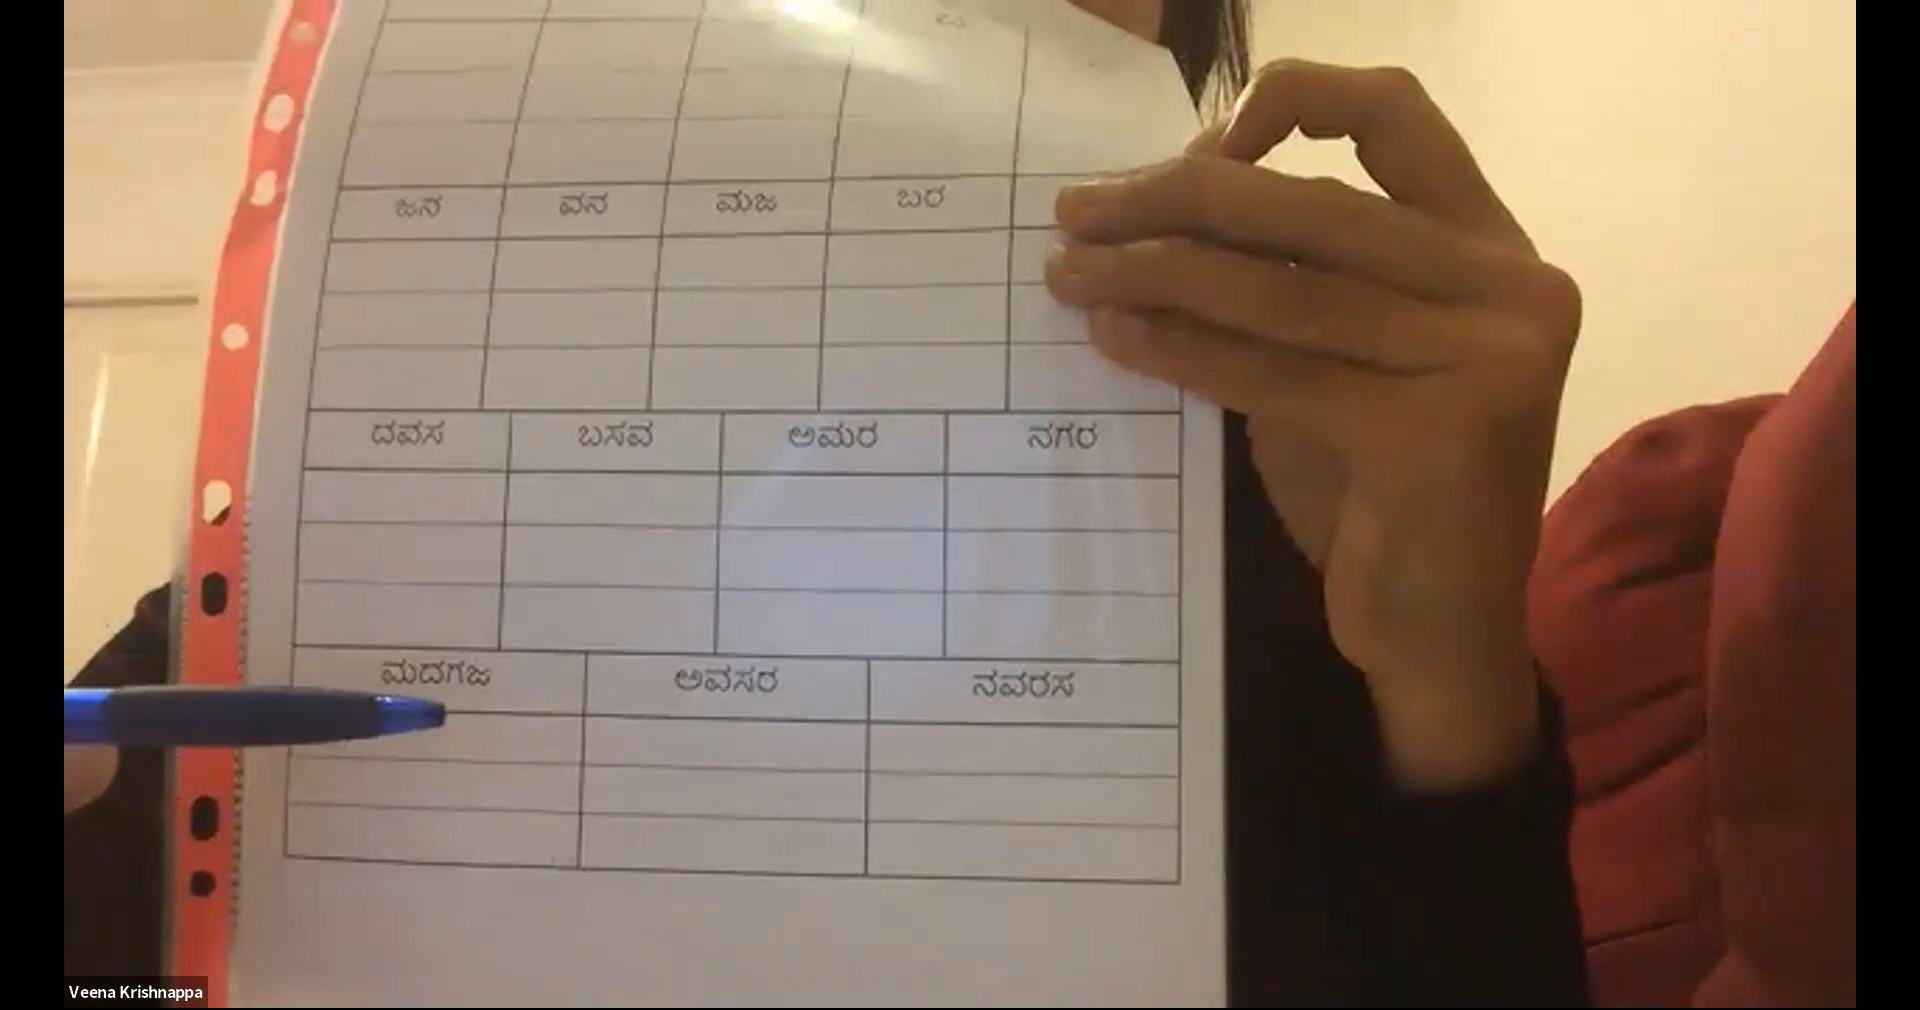 ಜನ ವನ ಮಜ ಬರ
ದವಸ ಬಸವ ಅಮರ ನಗರ
ಮದಗಜ ಅವಸರ ನವರಸ
Veena Krishnappa